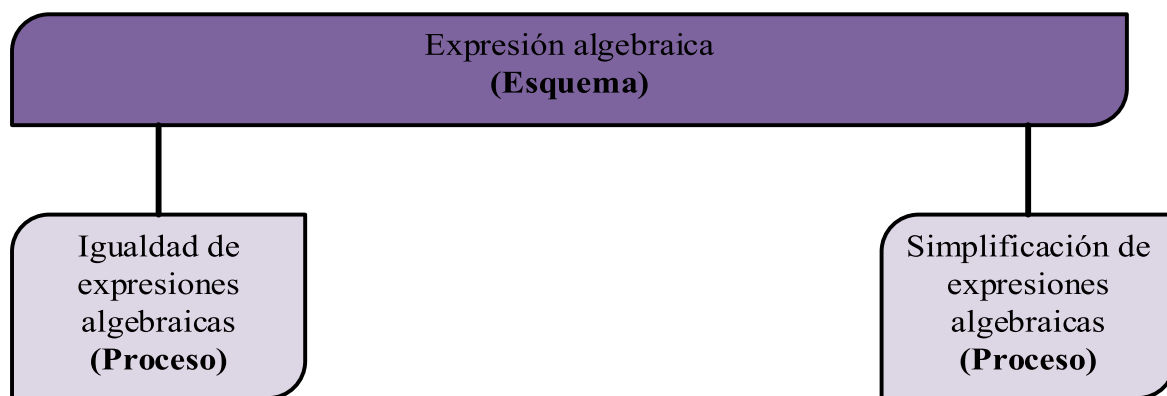 Expresión algebraica
(Esquema)
Igualdad de
expresiones
algebraicas
(Proceso)
Simplificación de
expresiones
algebraicas
(Proceso)